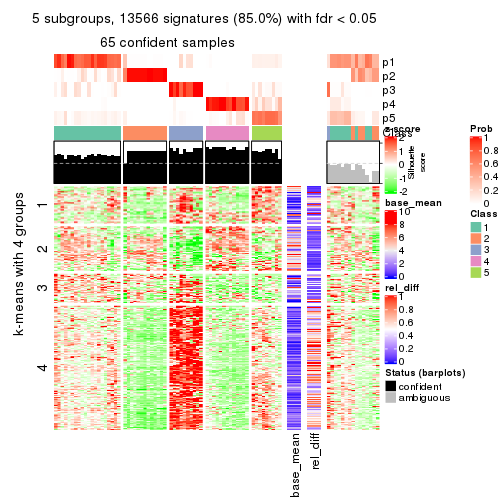 5 subgroups, 13566 signatures (85.0%) with fdr < 0.05
65 confident samples
p1
p2
p3
p4
p5
Class
Silhouette
score
k-means with 4 groups
1
2
3
4
base_mean
rel_diff
z-score
2
1
0
-1
-2
base_mean
10
8
6
4
2
0
rel_diff
1
0.8
0.6
0.4
0.2
0
Status (barplots)
confident
ambiguous
Prob
1
0.8
0.6
0.4
0.2
0
Class
1
2
3
4
5